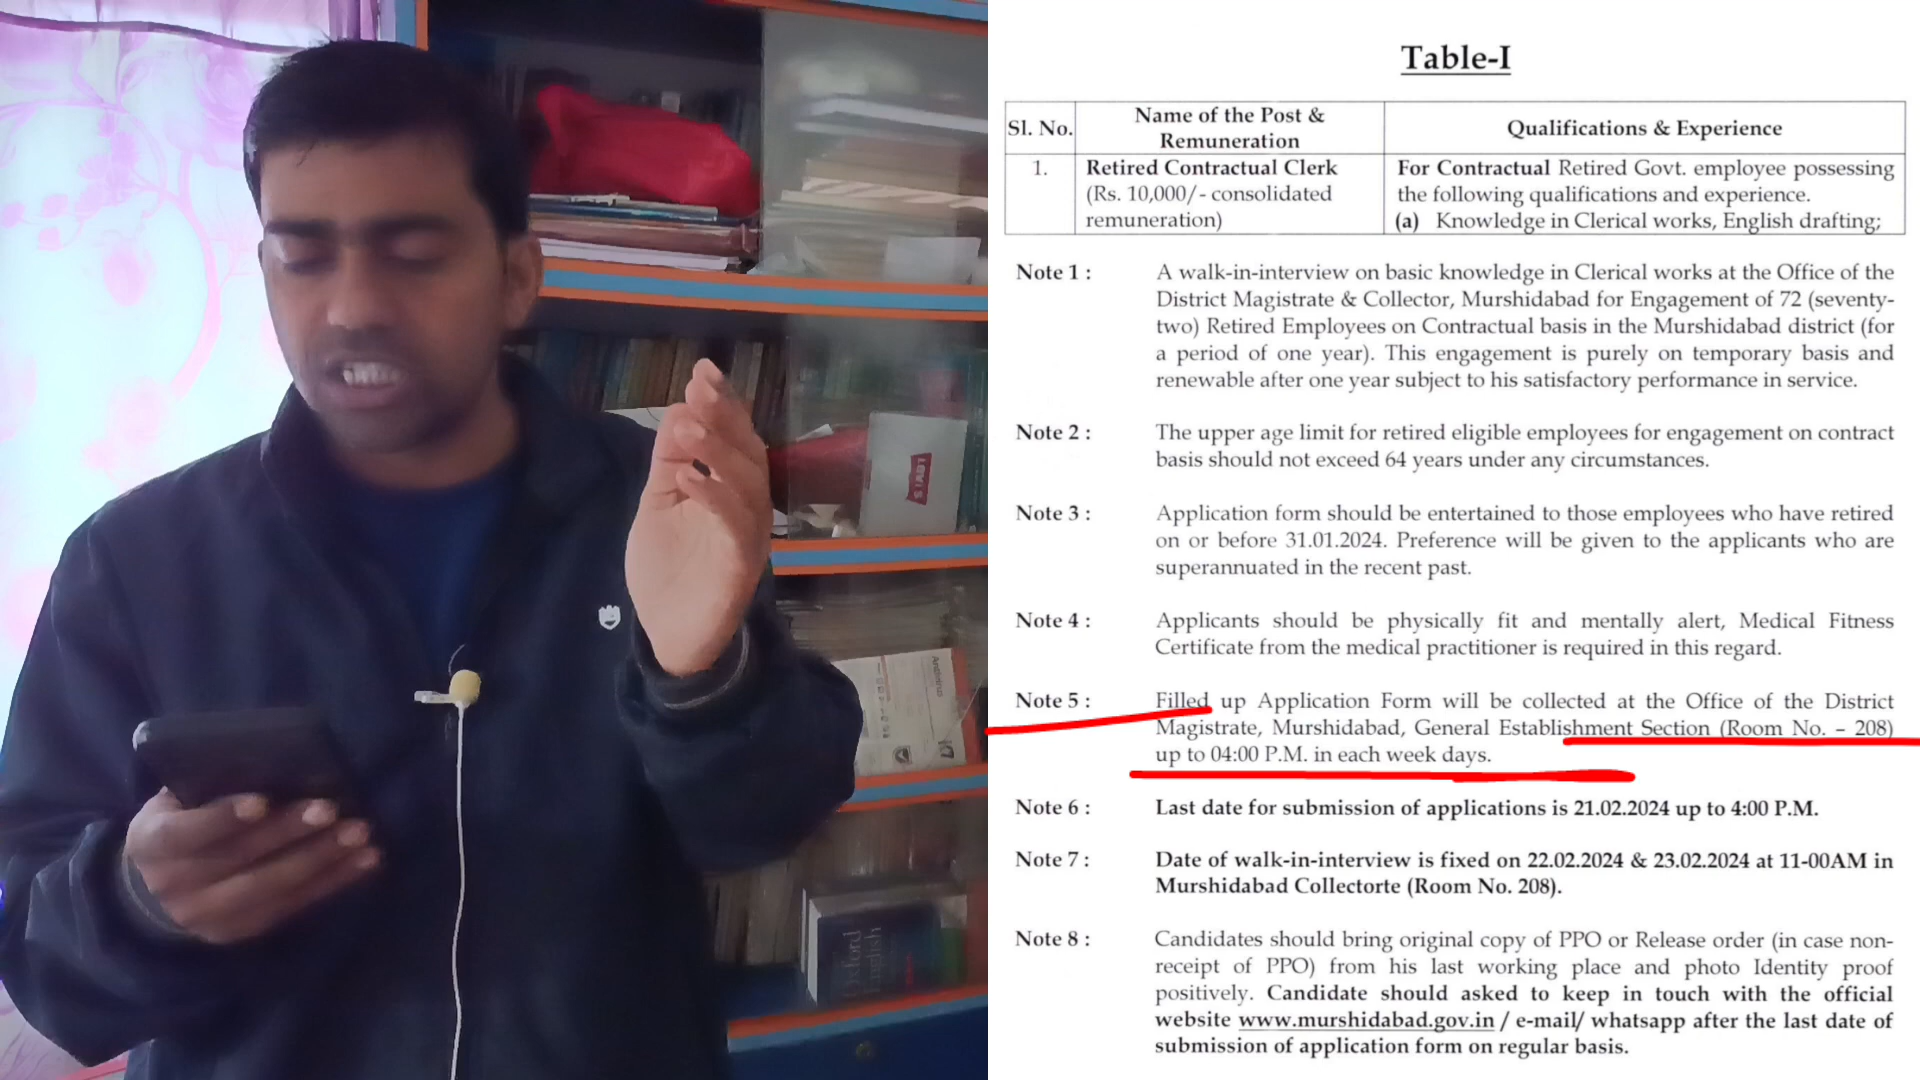 START
Antivirus
Oxford
English
Table-I
Sl. No.
Name of the Post &
Remuneration
Qualifications & Experience
1.
Retired Contractual Clerk
(Rs. 10,000/- consolidated
remuneration)
For Contractual Retired Govt. employee possessing
the following qualifications and experience.
(a) Knowledge in Clerical works, English drafting;
Note 1 : A walk-in-interview on basic knowledge in Clerical works at the Office of the
District Magistrate & Collector, Murshidabad for Engagement of 72 (seventy-
two) Retired Employees on Contractual basis in the Murshidabad district (for
a period of one year). This engagement is purely on temporary basis and
renewable after one year subject to his satisfactory performance in service.
Note 2 : The upper age limit for retired eligible employees for engagement on contract
basis should not exceed 64 years under any circumstances.
Note 3 : Application form should be entertained to those employees who have retired
on or before 31.01.2024. Preference will be given to the applicants who are
superannuated in the recent past.
Note 4 : Applicants should be physically fit and mentally alert, Medical Fitness
Certificate from the medical practitioner is required in this regard.
Note 5 : Filled up Application Form will be collected at the Office of the District
Magistrate, Murshidabad, General Establishment Section (Room No. – 208)
up to 04:00 P.M. in each week days.
Note 6 : Last date for submission of applications is 21.02.2024 up to 4:00 P.M.
Note 7 : Date of walk-in-interview is fixed on 22.02.2024 & 23.02.2024 at 11-00AM in
Murshidabad Collectorte (Room No. 208).
Note 8 : Candidates should bring original copy of PPO or Release order (in case non-
receipt of PPO) from his last working place and photo Identity proof
positively. Candidate should asked to keep in touch with the official
website www.murshidabad.gov.in / e-mail/ whatsapp after the last date of
submission of application form on regular basis.